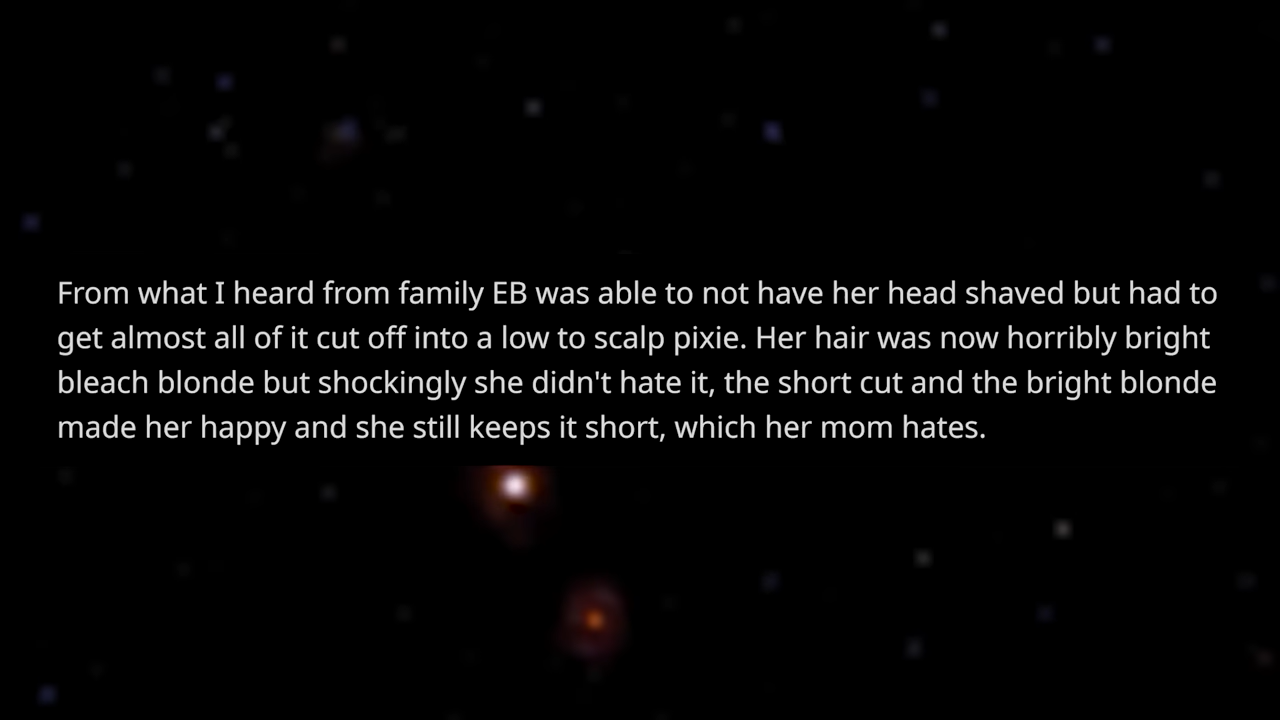 From what I heard from family EB was able to not have her head shaved but had to
get almost all of it cut off into a low to scalp pixie. Her hair was now horribly bright
bleach blonde but shockingly she didn't hate it, the short cut and the bright blonde
made her happy and she still keeps it short, which her mom hates.